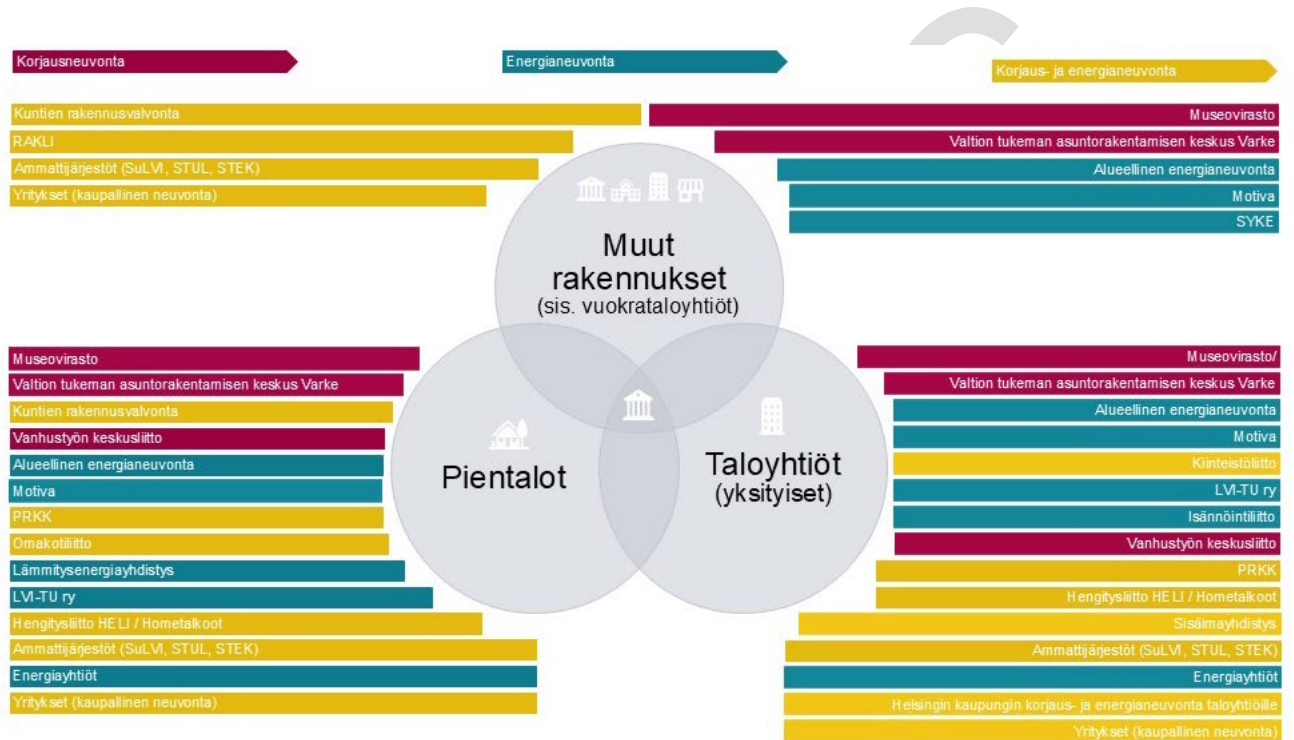 Korjausneuvonta
Energianeuvonta
Korjaus- ja energianeuvonta
Kuntien rakennusvalvonta
RAKLI
Ammattijärjestöt (SuLVI, STUL, STEK)
Yritykset (kaupallinen neuvonta)
Museovirasto
Valtion tukeman asuntorakentamisen keskus Varke
Alueellinen energianeuvonta
Motiva
SYKE
Muut
rakennukset
(sis. vuokrataloyhtiöt)
Museovirasto
Valtion tukeman asuntorakentamisen keskus Varke
Kuntien rakennusvalvonta
Vanhustyön keskusliitto
Alueellinen energianeuvonta
Motiva
PRKK
Omakotiliitto
Lämmitysenergiayhdistys
LVI-TU ry
Hengitysliitto HELI / Hometalkoot
Ammattijärjestöt (SuLVI, STUL, STEK)
Energiayhtiöt
Yritykset (kaupallinen neuvonta)
Pientalot
Taloyhtiöt
(yksityiset)
Museovirasto/
Valtion tukeman asuntorakentamisen keskus Varke
Alueellinen energianeuvonta
Motiva
Kiinteistöliitto
LVI-TU ry
Isännöintiliitto
Vanhustyön keskusliitto
PRKK
Hengitysliitto HELI / Hometalkoot
Sisäimayhdistys
Ammattijärjestöt (SuLVI, STUL, STEK)
Energiayhtiöt
Helsingin kaupungin korjaus- ja energianeuvonta taloyhtiöille
Yritykset (kaupallinen neuvonta)